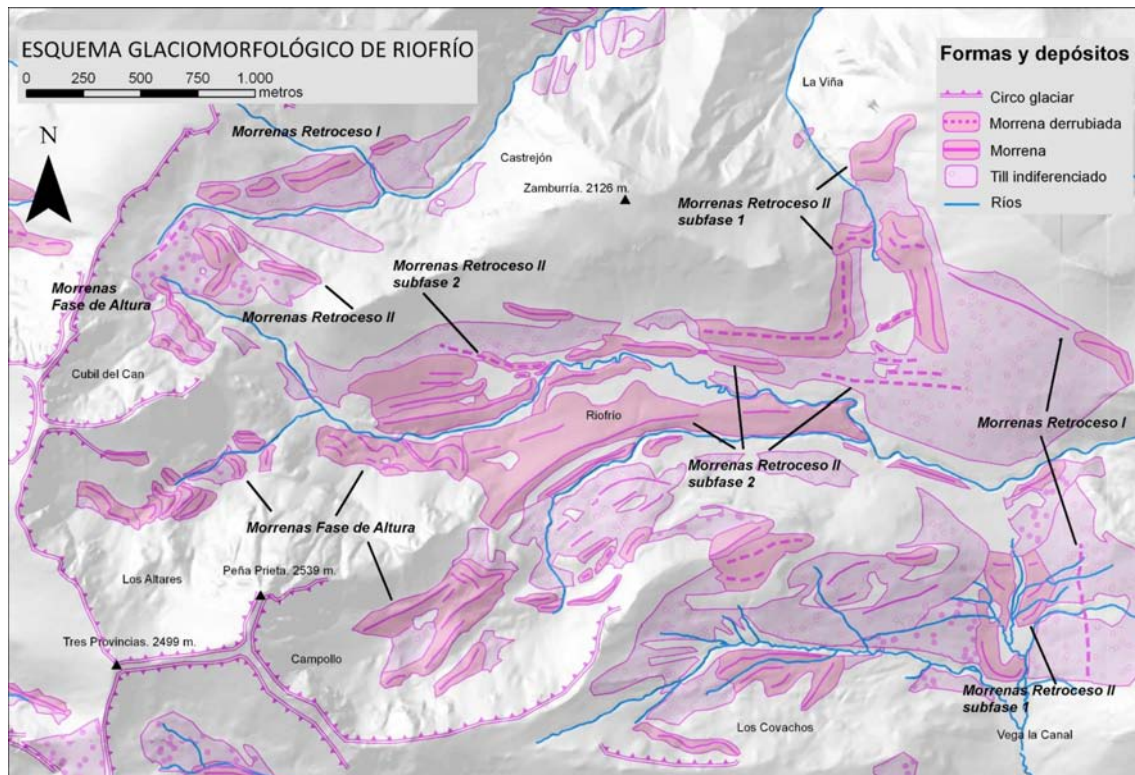 ESQUEMA GLACIOMORFOLÓGICO DE RIOFRÍO
0 250 500 750 1.000
metros
N
Formas y depósitos
Circo glaciar
Morrena derrubiada
Morrena
Till indiferenciado
Ríos
La Viña
Morrenas Retroceso I
Castrejón
Zamburría. 2126 m.
Morrenas Retroceso II
subfase 1
Morrenas Retroceso II
subfase 2
Morrenas
Fase de Altura
Morrenas Retroceso II
Cubil del Can
Riofrío
Morrenas Retroceso I
Morrenas Retroceso II
subfase 2
Morrenas Fase de Altura
Los Altares
Peña Prieta. 2539 m.
Tres Provincias. 2499 m.
Campollo
Morrenas Retroceso II
subfase 1
Los Covachos
Vega la Canal